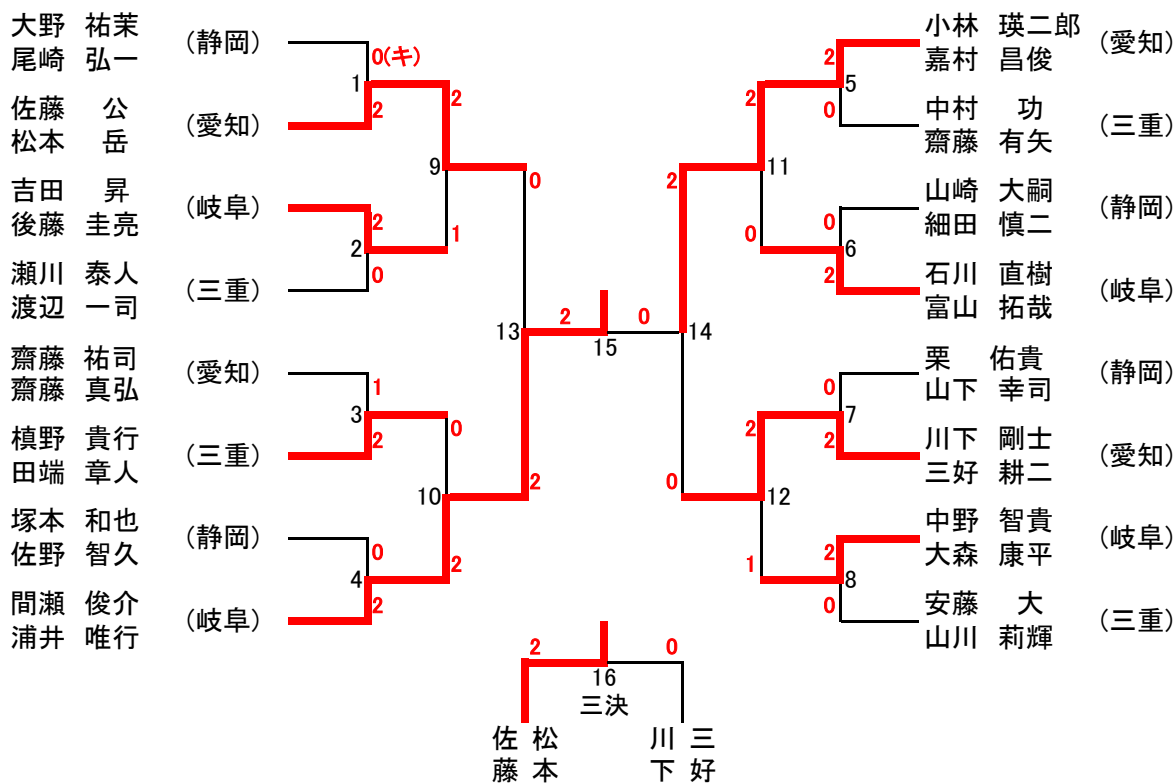 大野 祐茉
尾崎 弘一
(静岡)
0(キ)
1
佐藤 公
松本 岳
(愛知)
2
2
9
吉田 昇
後藤 圭亮
(岐阜)
2
2
1
瀬川 泰人
渡辺 一司
(三重)
0
0
13
齋藤 祐司
齋藤 真弘
(愛知)
1
3
0
槙野 貴行
田端 章人
(三重)
2
10
2
塚本 和也
佐野 智久
(静岡)
0
4
2
間瀬 俊介
浦井 唯行
(岐阜)
2
2
15
0
小林 瑛二郎
嘉村 昌俊
(愛知)
2
5
2
中村 功
齋藤 有矢
(三重)
0
11
2
山崎 大嗣
細田 慎二
(静岡)
0
6
0
石川 直樹
富山 拓哉
(岐阜)
2
14
栗 佑貴
山下 幸司
(静岡)
0
7
2
川下 剛士
三好 耕二
(愛知)
2
0
12
中野 智貴
大森 康平
(岐阜)
2
1
8
安藤 大
山川 莉輝
(三重)
0
2
0
16
三決
佐藤
松本
川下
三好